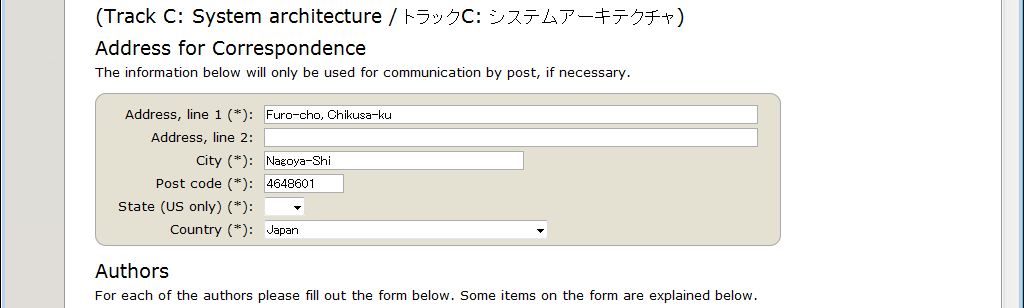 (Track C: System architecture / トラックC: システムアーキテクチャ)
Address for Correspondence
The information below will only be used for communication by post, if necessary.
Address, line 1 (*): Furo-cho, Chikusa-ku
Address, line 2:
City (*): Nagoya-Shi
Post code (*): 4648601
State (US only) (*):
Country (*): Japan
Authors
For each of the authors please fill out the form below. Some items on the form are explained below.